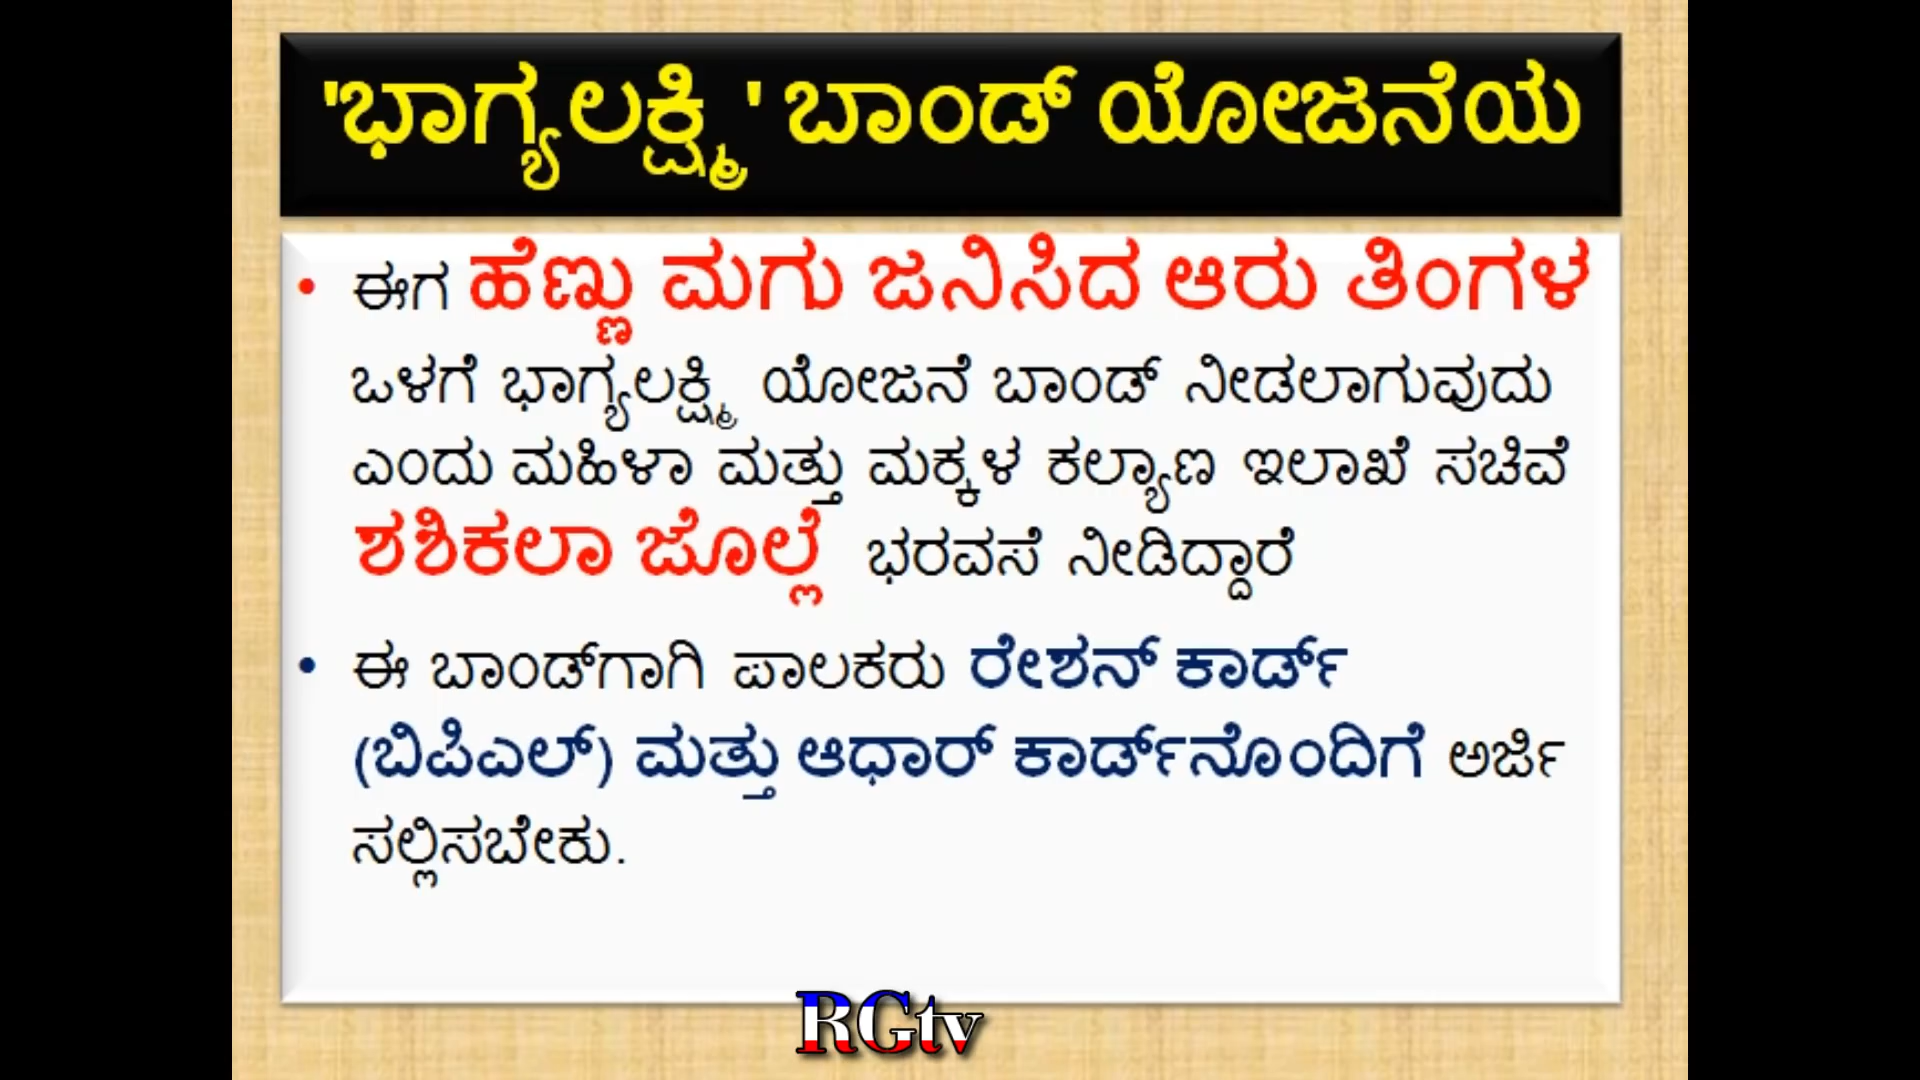 'ಭಾಗ್ಯಲಕ್ಷ್ಮಿ' ಬಾಂಡ್ ಯೋಜನೆಯ
• ಈಗ ಹೆಣ್ಣು ಮಗು ಜನಿಸಿದ ಆರು ತಿಂಗಳ
ಒಳಗೆ ಭಾಗ್ಯಲಕ್ಷ್ಮಿ ಯೋಜನೆ ಬಾಂಡ್ ನೀಡಲಾಗುವುದು
ಎಂದು ಮಹಿಳಾ ಮತ್ತು ಮಕ್ಕಳ ಕಲ್ಯಾಣ ಇಲಾಖೆ ಸಚಿವೆ
ಶಶಿಕಲಾ ಜೊಲ್ಲೆ ಭರವಸೆ ನೀಡಿದ್ದಾರೆ
• ಈ ಬಾಂಡ್‌ಗಾಗಿ ಪಾಲಕರು ರೇಶನ್ ಕಾರ್ಡ್
(ಬಿಪಿಎಲ್) ಮತ್ತು ಆಧಾರ್ ಕಾರ್ಡ್‌ನೊಂದಿಗೆ ಅರ್ಜಿ
ಸಲ್ಲಿಸಬೇಕು.
RGtv